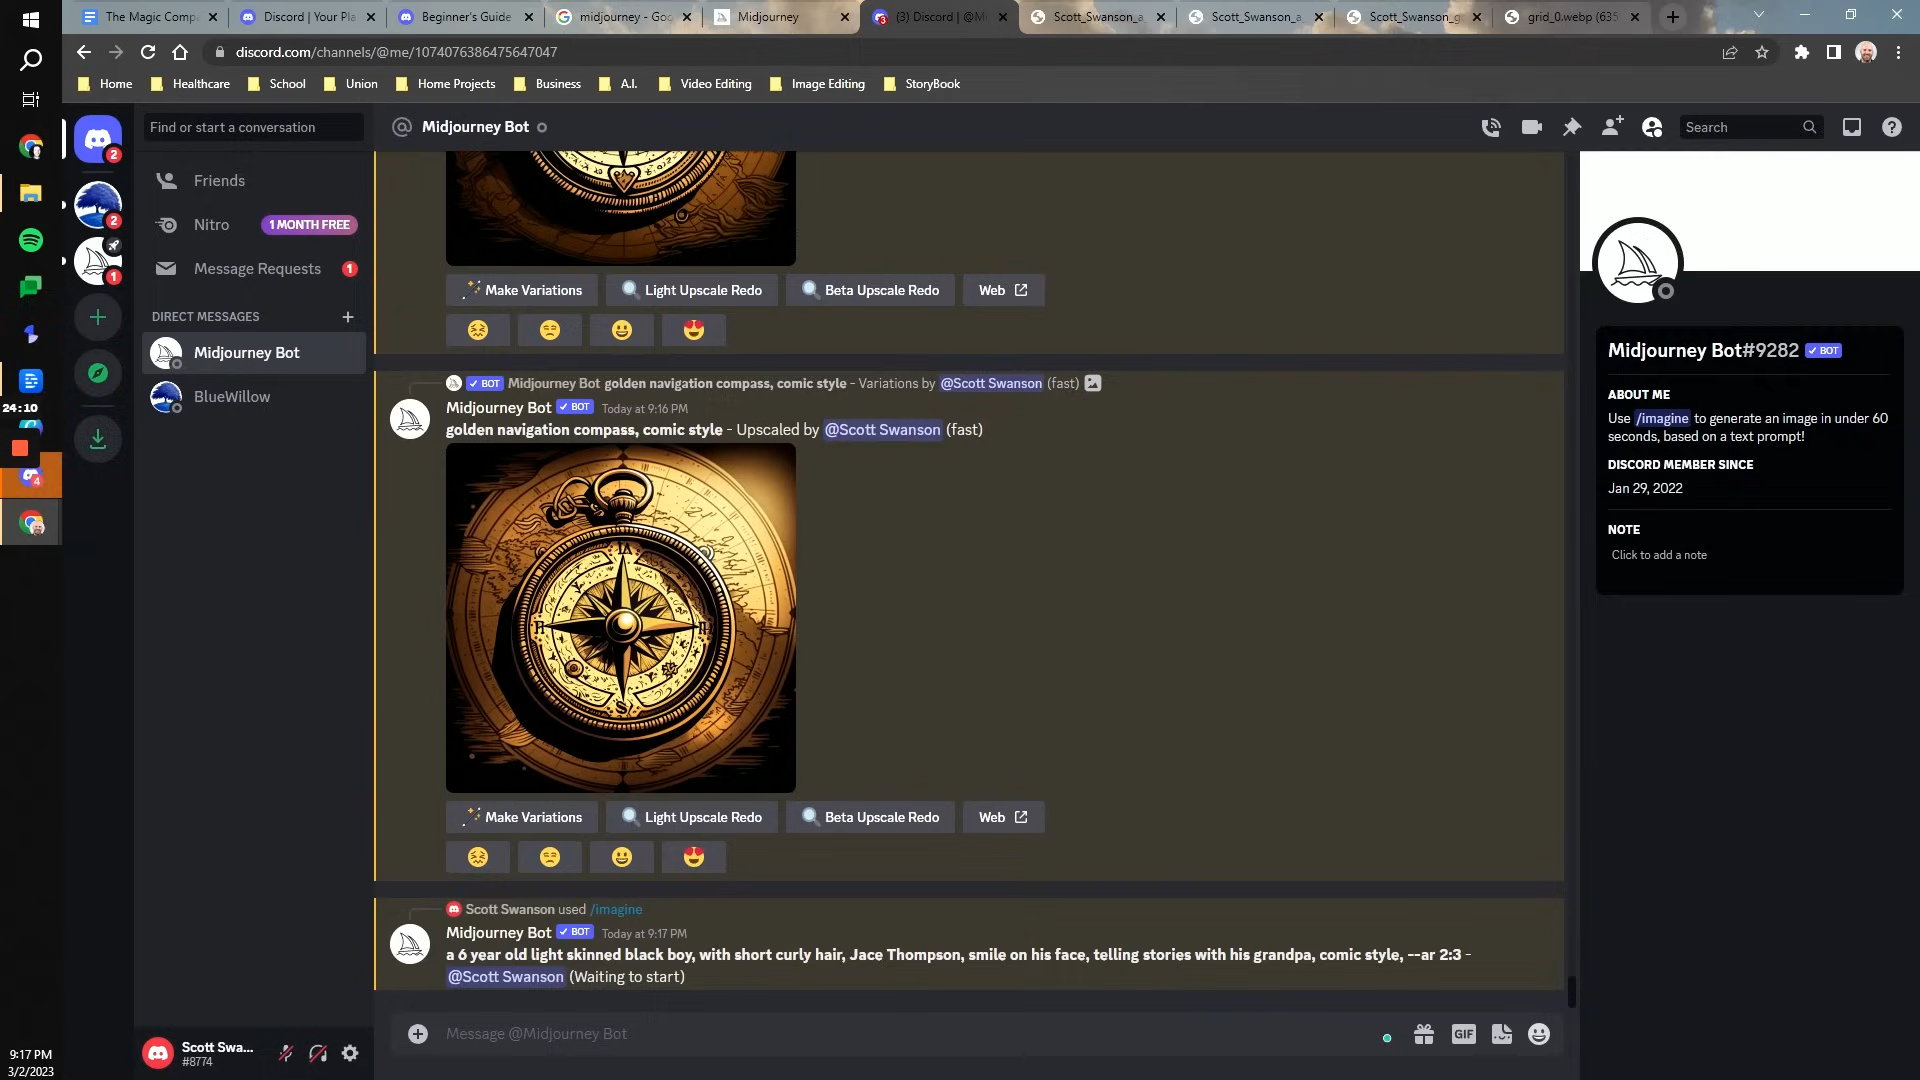 The Magic Comp
Discord | Your Pla
Beginner's Guide
midjourney - Goo
Midjourney
(3) Discord | @Mi
Scott_Swanson_a
Scott_Swanson_a
Scott_Swanson_g
grid_0.webp (635
discord.com/channels/@me/1074076386475647047
Home
Healthcare
School
Union
Home Projects
Business
A.I.
Video Editing
Image Editing
StoryBook
Find or start a conversation
Midjourney Bot
Search
2
2
1
Friends
Nitro
1 MONTH FREE
Message Requests
1
DIRECT MESSAGES
Midjourney Bot
BlueWillow
24:10
4
Make Variations
Light Upscale Redo
Beta Upscale Redo
Web
BOT Midjourney Bot golden navigation compass, comic style - Variations by @Scott Swanson (fast)
Midjourney Bot BOT Today at 9:16 PM
golden navigation compass, comic style - Upscaled by @Scott Swanson (fast)
Make Variations
Light Upscale Redo
Beta Upscale Redo
Web
Scott Swanson used /imagine
Midjourney Bot BOT Today at 9:17 PM
a 6 year old light skinned black boy, with short curly hair, Jace Thompson, smile on his face, telling stories with his grandpa, comic style, --ar 2:3 -
@Scott Swanson (Waiting to start)
Message @Midjourney Bot
GIF
Midjourney Bot#9282 BOT
ABOUT ME
Use /imagine to generate an image in under 60
seconds, based on a text prompt!
DISCORD MEMBER SINCE
Jan 29, 2022
NOTE
Click to add a note
Scott Swa...
#8774
9:17 PM
3/2/2023